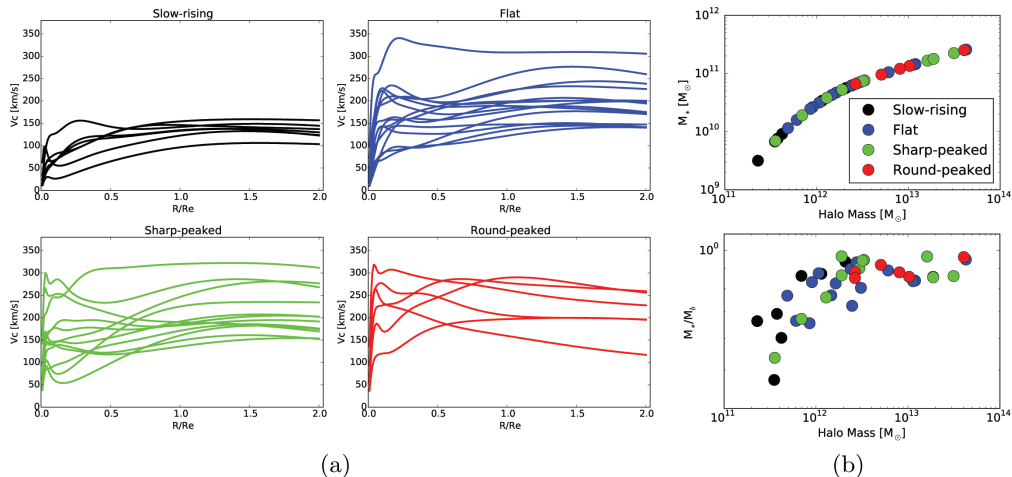 Slow-rising
Vc [km/s]
350
300
250
200
150
100
50
0
0.0 0.5 1.0 1.5 2.0
R/Re
Flat
Vc [km/s]
350
300
250
200
150
100
50
0
0.0 0.5 1.0 1.5 2.0
R/Re
Sharp-peaked
Vc [km/s]
350
300
250
200
150
100
50
0
0.0 0.5 1.0 1.5 2.0
R/Re
Round-peaked
Vc [km/s]
350
300
250
200
150
100
50
0
0.0 0.5 1.0 1.5 2.0
R/Re
(a)
M* [M⊙]
10¹²
10¹¹
10¹⁰
10⁹
Slow-rising
Flat
Sharp-peaked
Round-peaked
10¹¹ 10¹² 10¹³ 10¹⁴
Halo Mass [M⊙]
M*/Mb
10⁰
10¹¹ 10¹² 10¹³ 10¹⁴
Halo Mass [M⊙]
(b)